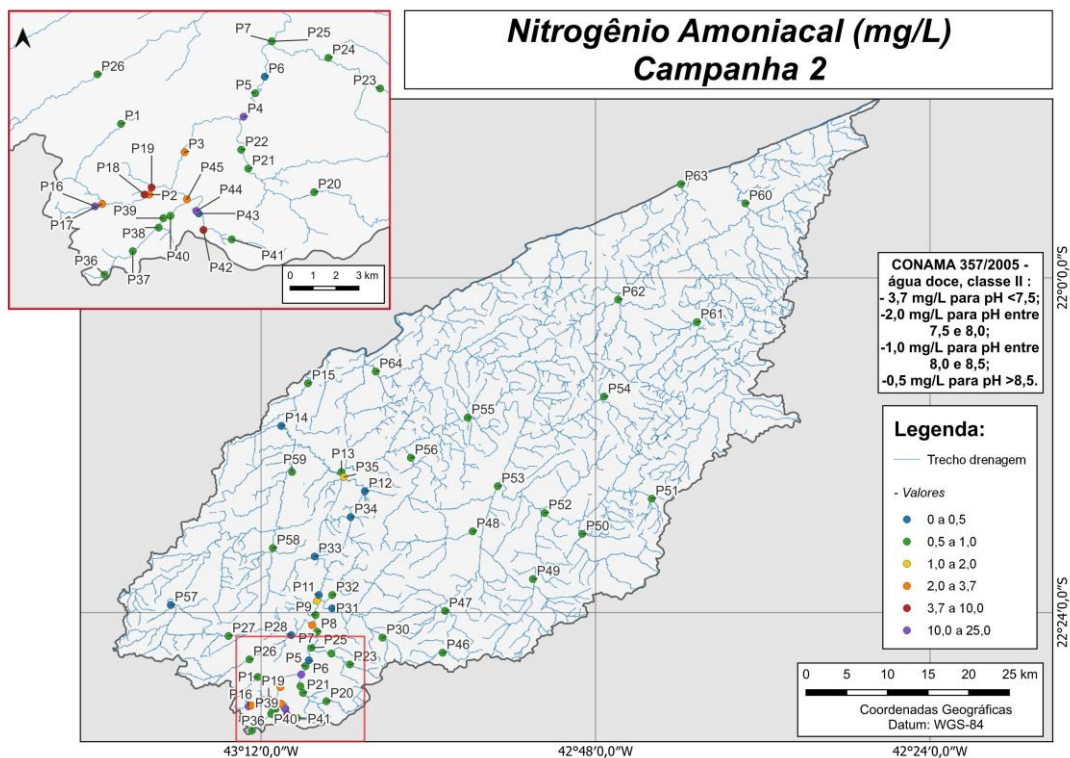 Nitrogênio Amoniacal (mg/L)
Campanha 2
P7
P25
P24
P26
P6
P23
P5
P4
P1
P3
P22
P19
P21
P18
P45
P16
P2
P44
P20
P39
P43
P17
P38
P40
P41
P36
P42
P37
0 1 2 3 km
P63
P60
P62
P61
P64
P15
P54
P55
P14
P13
P56
P59
P35
P12
P53
P51
P34
P52
P48
P50
P58
P33
P49
P11
P32
P57
P9
P31
P47
P27
P28
P8
P7
P25
P30
P46
P26
P5
P23
P6
P1
P19
P21
P20
P16
P39
P36
P40
P41
CONAMA 357/2005 -
água doce, classe II :
- 3,7 mg/L para pH <7,5;
-2,0 mg/L para pH entre
7,5 e 8,0;
-1,0 mg/L para pH entre
8,0 e 8,5;
-0,5 mg/L para pH >8,5.
Legenda:
Trecho drenagem
- Valores
0 a 0,5
0,5 a 1,0
1,0 a 2,0
2,0 a 3,7
3,7 a 10,0
10,0 a 25,0
0 5 10 15 20 25 km
Coordenadas Geográficas
Datum: WGS-84
22°0'0,0"S
22°24'0,0"S
43°12'0,0"W
42°48'0,0"W
42°24'0,0"W